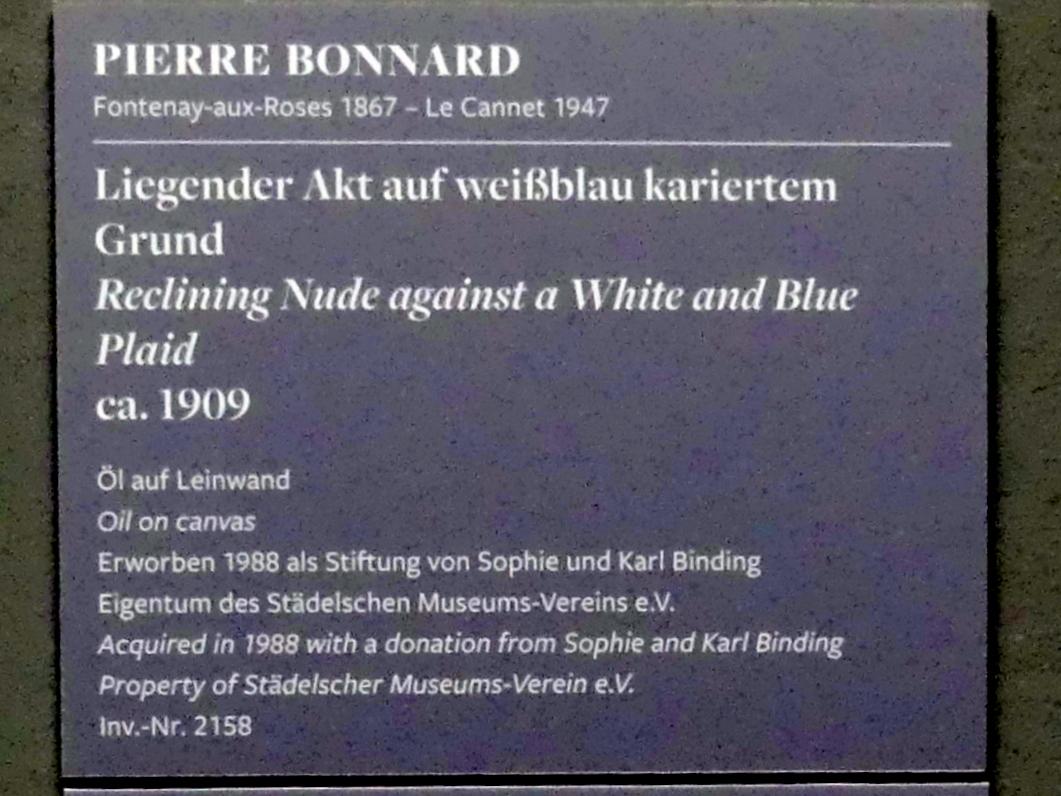 PIERRE BONNARD
Fontenay-aux-Roses 1867 – Le Cannet 1947
Liegender Akt auf weißblau kariertem
Grund
Reclining Nude against a White and Blue
Plaid
ca. 1909
Öl auf Leinwand
Oil on canvas
Erworben 1988 als Stiftung von Sophie und Karl Binding
Eigentum des Städelschen Museums-Vereins e.V.
Acquired in 1988 with a donation from Sophie and Karl Binding
Property of Städelscher Museums-Verein e.V.
Inv.-Nr. 2158